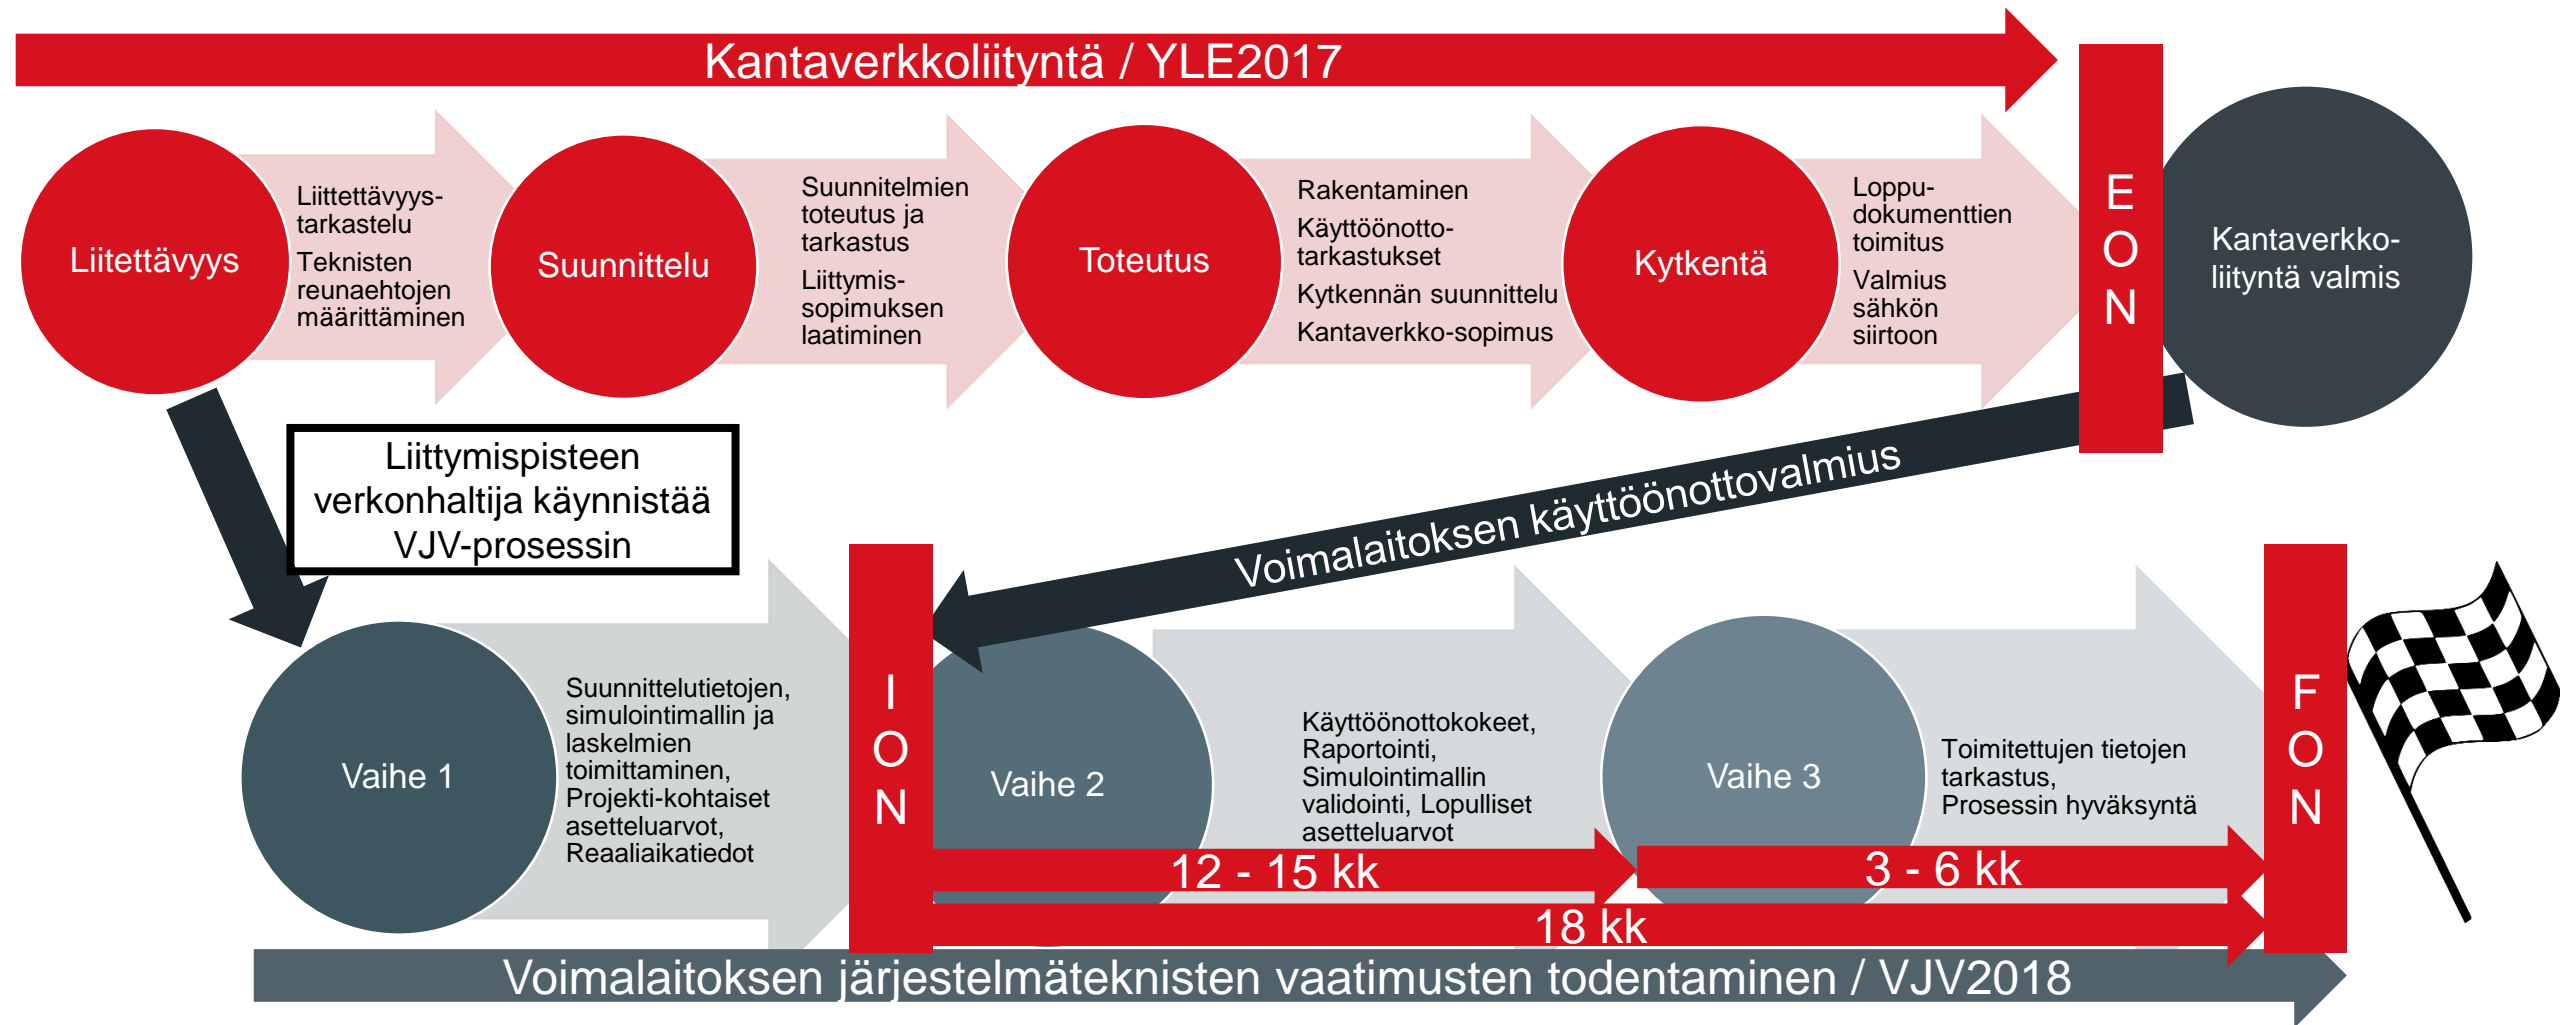 Kantaverkkoliityntä / YLE2017
Liitettävyys
Liittettävyys-
tarkastelu
Teknisten
reunaehtojen
määrittäminen
Suunnittelu
Suunnitelmien
toteutus ja
tarkastus
Liittymis-
sopimuksen
laatiminen
Toteutus
Rakentaminen
Käyttöönotto-
tarkastukset
Kytkennän suunnittelu
Kantaverkko-sopimus
Kytkentä
Loppu-
dokumenttien
toimitus
Valmius
sähkön
siirtoon
E
O
N
Kantaverkko-
liityntä valmis
Liittymispisteen
verkonhaltija käynnistää
VJV-prosessin
Voimalaitoksen käyttöönottovalmius
Vaihe 1
Suunnittelutietojen,
simulointimallin ja
laskelmien
toimittaminen,
Projekti-kohtaiset
asetteluarvot,
Reaaliaikatiedot
I
O
N
Vaihe 2
Käyttöönottokokeet,
Raportointi,
Simulointimallin
validointi, Lopulliset
asetteluarvot
Vaihe 3
Toimitettujen tietojen
tarkastus,
Prosessin hyväksyntä
F
O
N
12 - 15 kk
3 - 6 kk
18 kk
Voimalaitoksen järjestelmäteknisten vaatimusten todentaminen / VJV2018